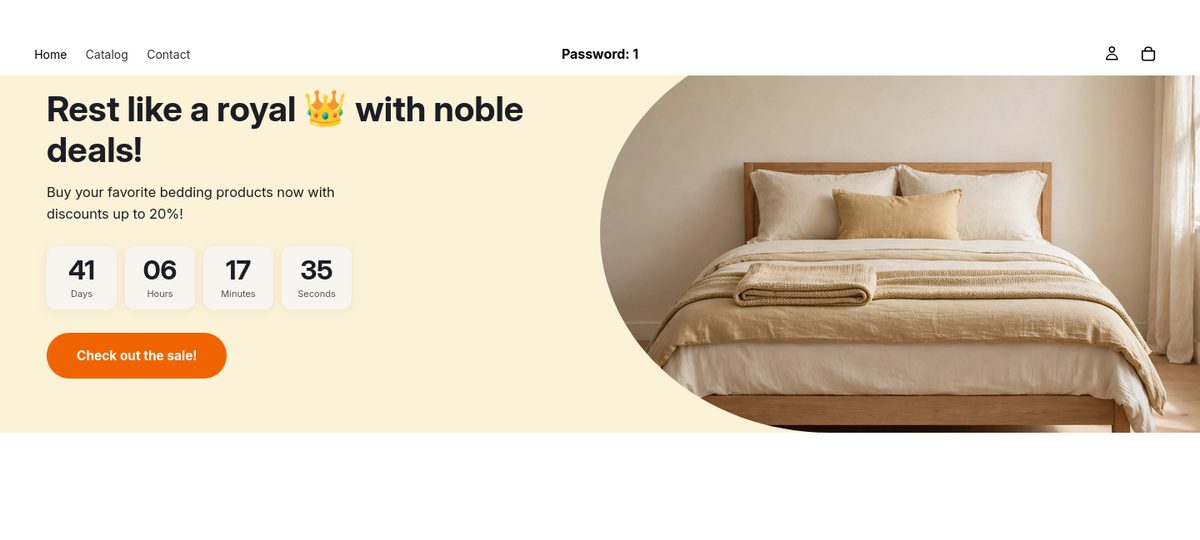 Home Catalog Contact
Password: 1
Rest like a royal 👑 with noble
deals!
Buy your favorite bedding products now with
discounts up to 20%!
41 06 17 35
Days Hours Minutes Seconds
Check out the sale!